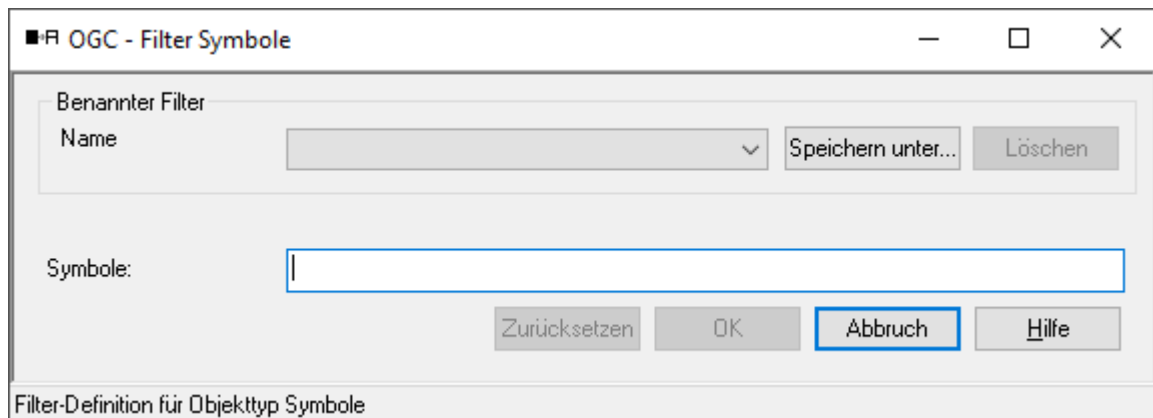 OGC - Filter Symbole
Benannter Filter
Name
Speichern unter...
Löschen
Symbole:
Zurücksetzen
OK
Abbruch
Hilfe
Filter-Definition für Objekttyp Symbole